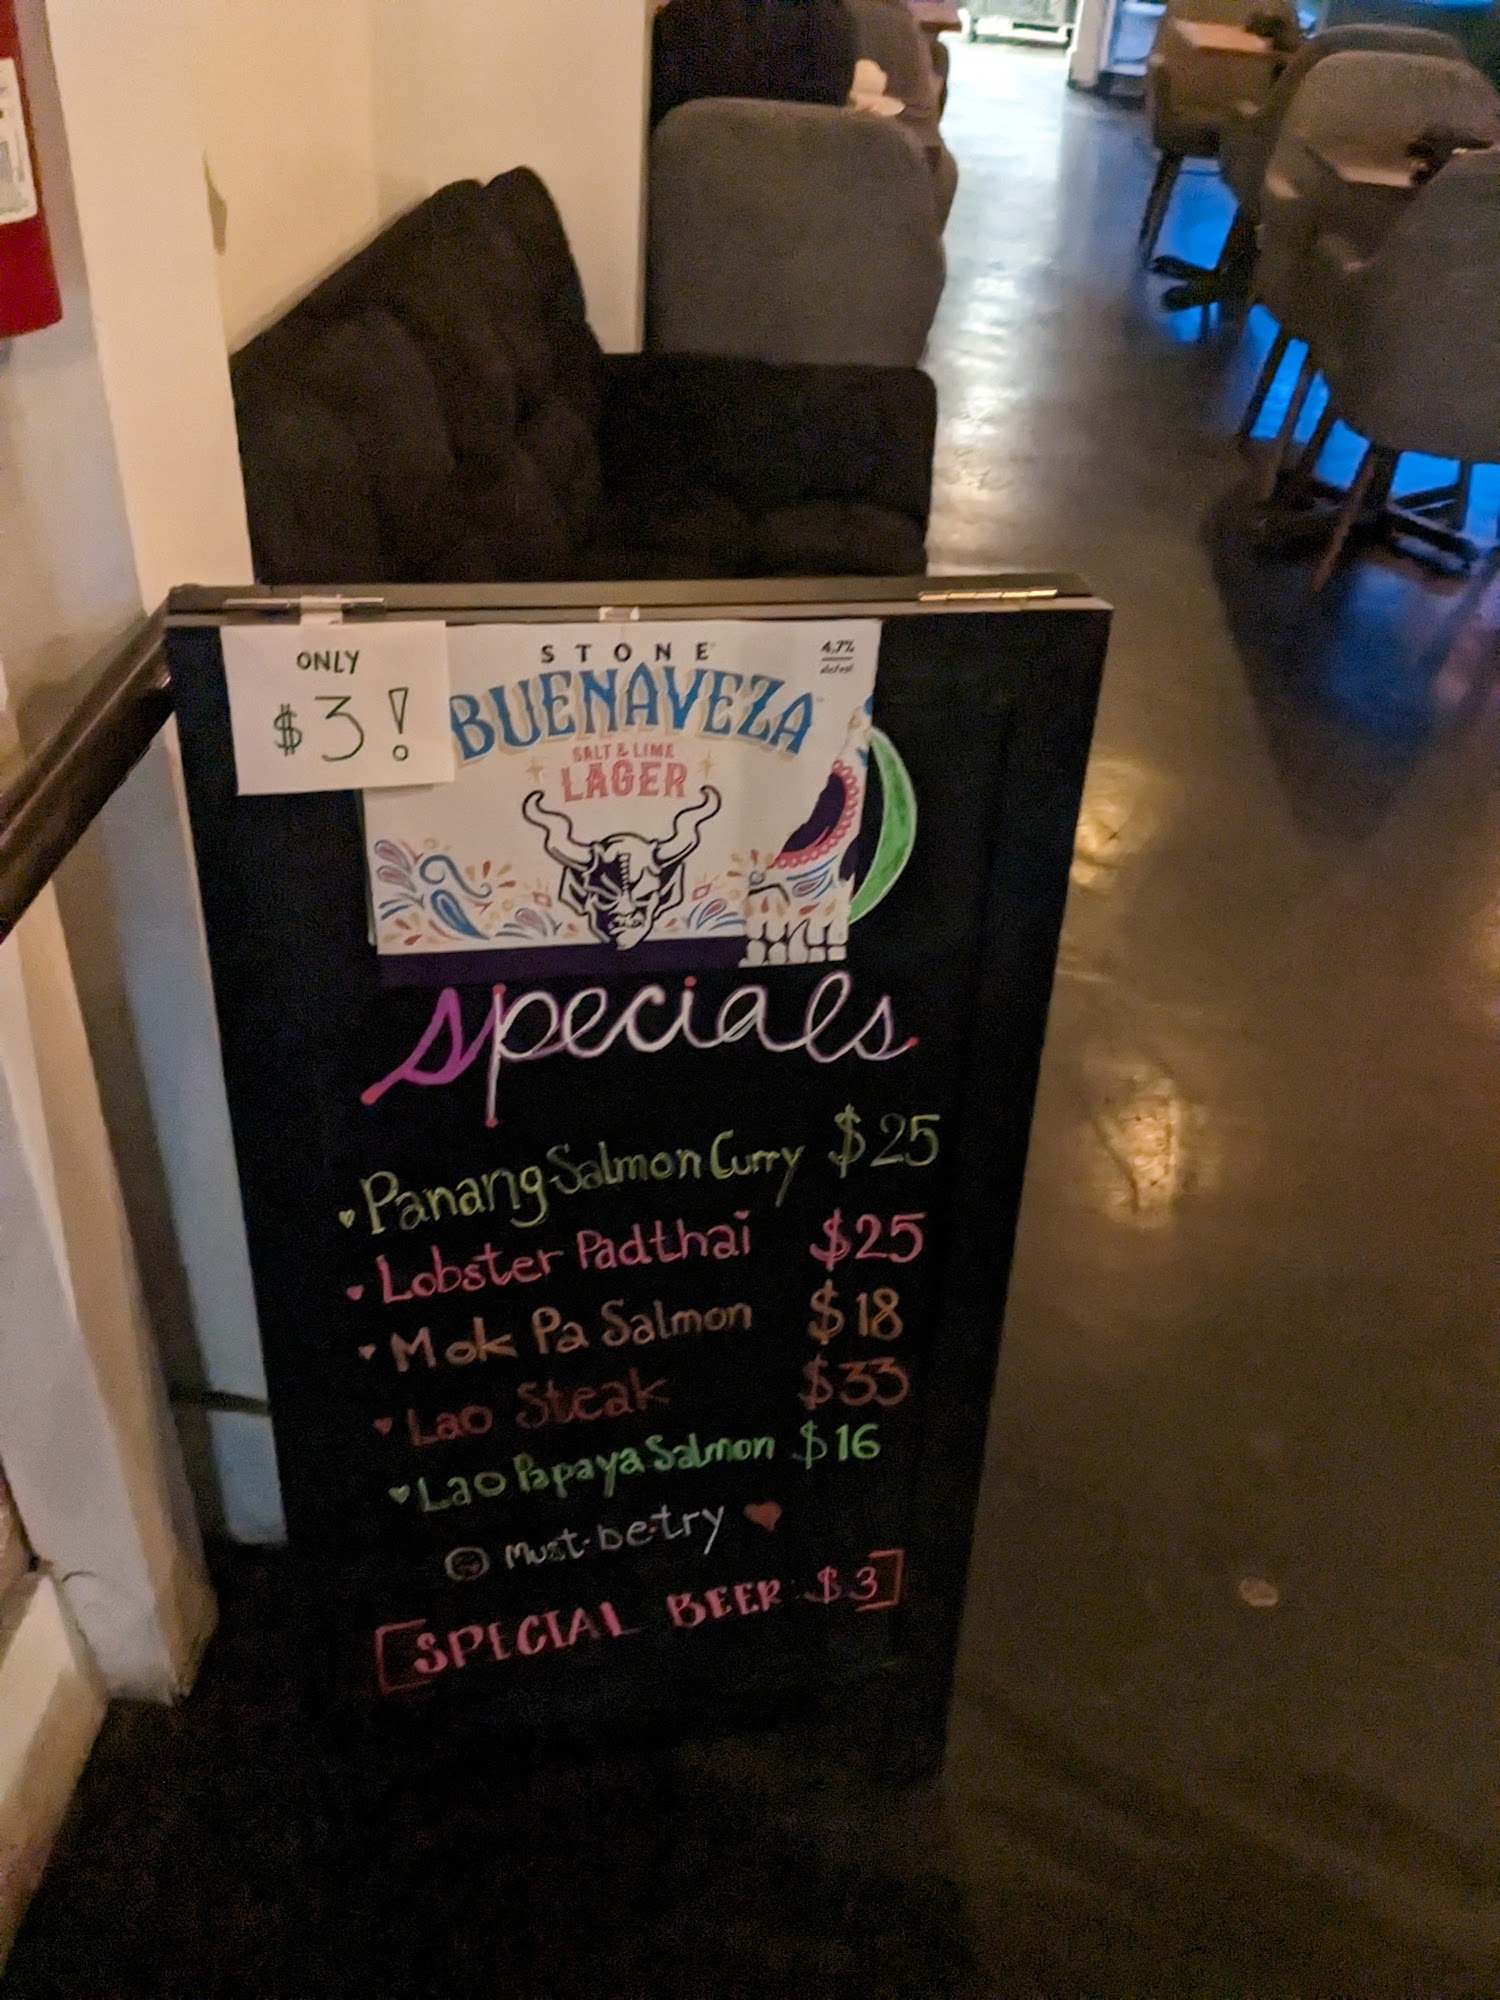 ONLY
$3!
STONE
4.7%
BUENAVEZA
SALT & LIME
LAGER
specials
Panang Salmon Curry $25
Lobster Padthai $25
Mok Pa Salmon $18
Lao Steak $33
Lao Papaya Salmon $16
Must-be-try
SPECIAL BEER $3